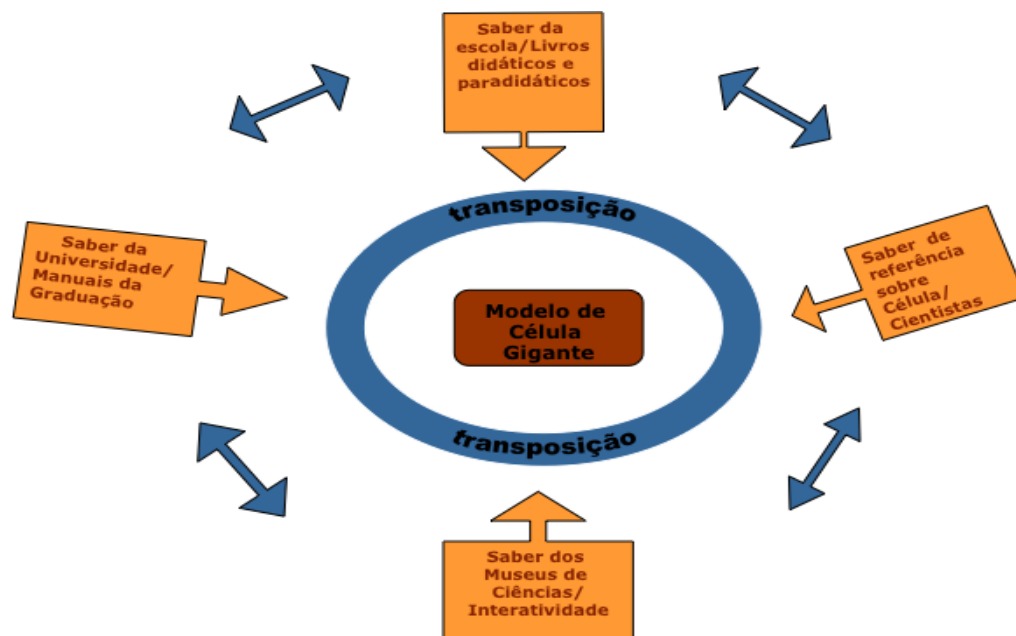 Saber da
escola/Livros
didáticos e
paradidáticos
transposição
Saber da
Universidade/
Manuais da
Graduação
Saber de
referência
sobre
Célula/
Cientistas
Modelo de
Célula
Gigante
transposição
Saber dos
Museus de
Ciências/
Interatividade